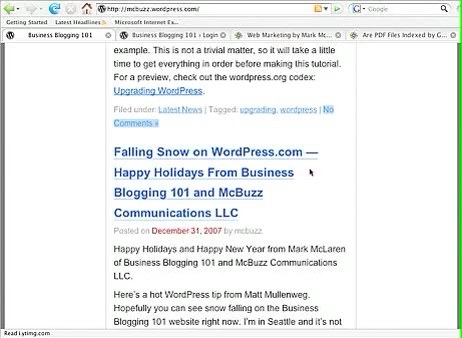 http://mcbuzz.wordpress.com/
Getting Started Latest Headlines Microsoft Internet...
Business Blogging 101 Business Blogging 101 › Login Web Marketing by Mark Mc... Are PDF Files Indexed by G...
example. This is not a trivial matter, so it will take a little
time to get everything in order before making this tutorial.
For a preview, check out the wordpress.org codex:
Upgrading WordPress.
Filed under: Latest News | Tagged: upgrading, wordpress | No
Comments »
Falling Snow on WordPress.com —
Happy Holidays From Business
Blogging 101 and McBuzz
Communications LLC
Posted on December 31, 2007 by mcbuzz
Happy Holidays and Happy New Year from Mark McLaren
of Business Blogging 101 and McBuzz Communications
LLC.
Here's a hot WordPress tip from Matt Mullenweg.
Hopefully you can see snow falling on the Business
Blogging 101 website right now. I'm in Seattle and it's not
Read i.ytimg.com